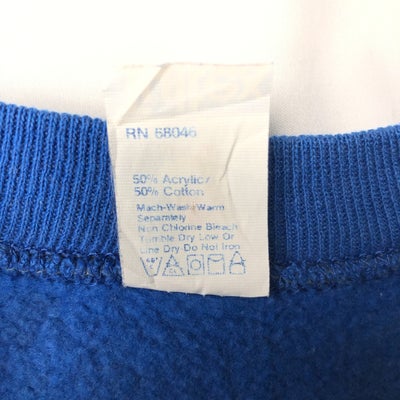 RN 68046
50% Acrylic/
50% Cotton
Mach-Wash-Warm
Separately
Non Chlorine Bleach
Tumble Dry Low Or
Line Dry Do Not Iron